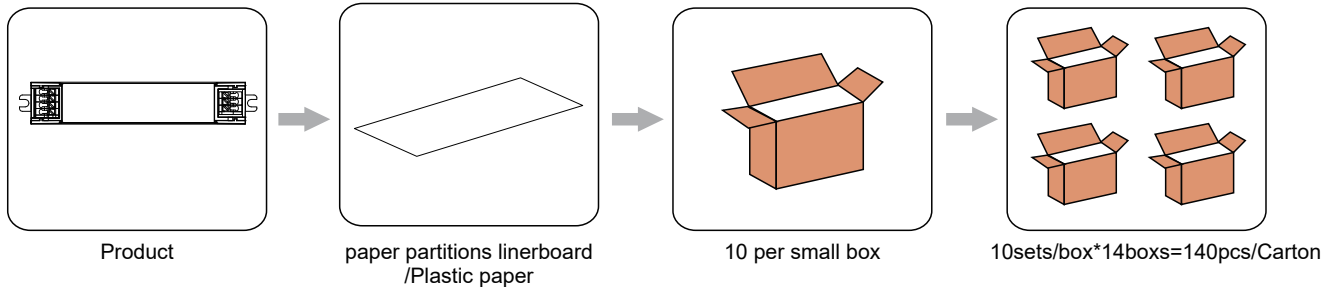 Product
paper partitions linerboard
/Plastic paper
10 per small box
10sets/box*14boxs=140pcs/Carton